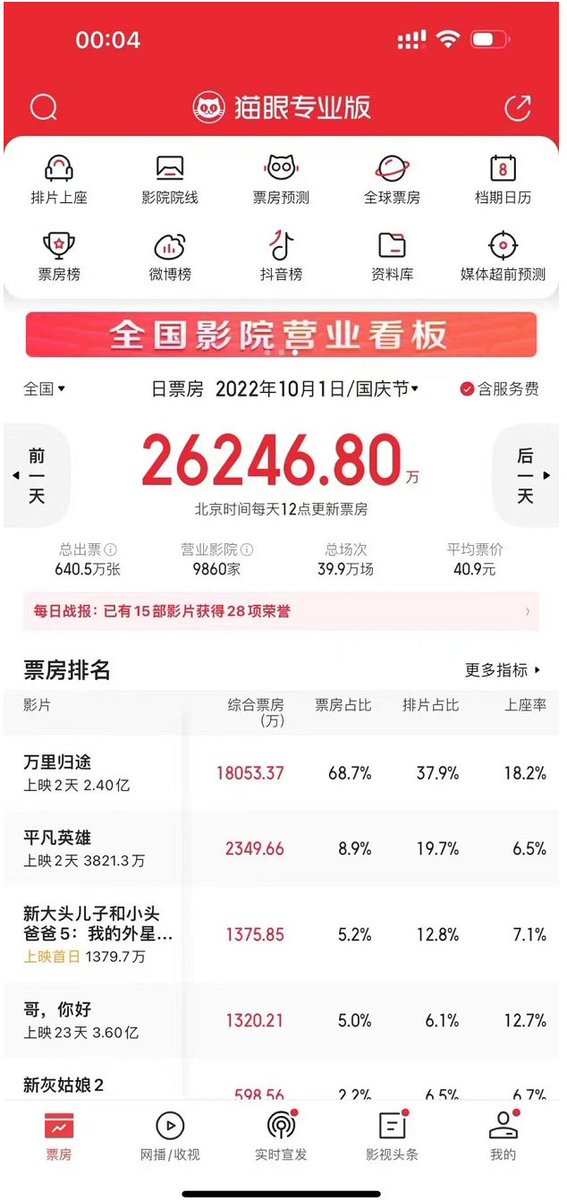 00:04
猫眼专业版
排片上座 影院院线 票房预测 全球票房 档期日历
8
票房榜 微博榜 抖音榜 资料库 媒体超前预测
全国影院营业看板
全国 日票房 2022年10月1日/国庆节 含服务费
前一天
26246.80万
后一天
北京时间每天12点更新票房
总出票 营业影院 总场次 平均票价
640.5万张 9860家 39.9万场 40.9元
每日战报：已有15部影片获得28项荣誉
票房排名 更多指标
影片 综合票房 票房占比 排片占比 上座率
(万)
万里归途 18053.37 68.7% 37.9% 18.2%
上映2天 2.40亿
平凡英雄 2349.66 8.9% 19.7% 6.5%
上映2天 3821.3万
新大头儿子和小头
爸爸5：我的外星... 1375.85 5.2% 12.8% 7.1%
上映首日 1379.7万
哥，你好 1320.21 5.0% 6.1% 12.7%
上映23天 3.60亿
新灰姑娘2 598.56 2.2% 6.5% 6.7%
票房 网播/收视 实时宣发 影视头条 我的